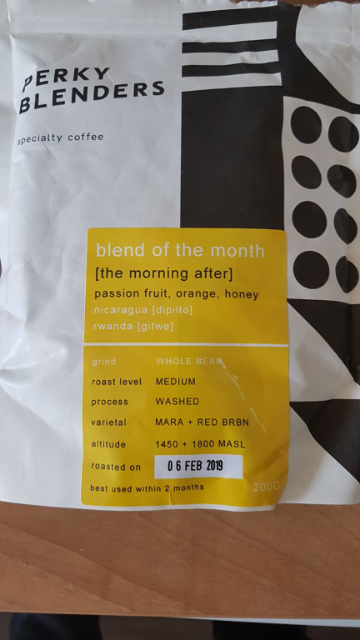 PERKY
BLENDERS
specialty coffee
blend of the month
[the morning after]
passion fruit, orange, honey
nicaragua [dipilto]
rwanda [gitwe]
grind WHOLE BEAN
roast level MEDIUM
process WASHED
varietal MARA + RED BRBN
altitude 1450 + 1800 MASL
roasted on 06 FEB 2019
best used within 2 months 200G